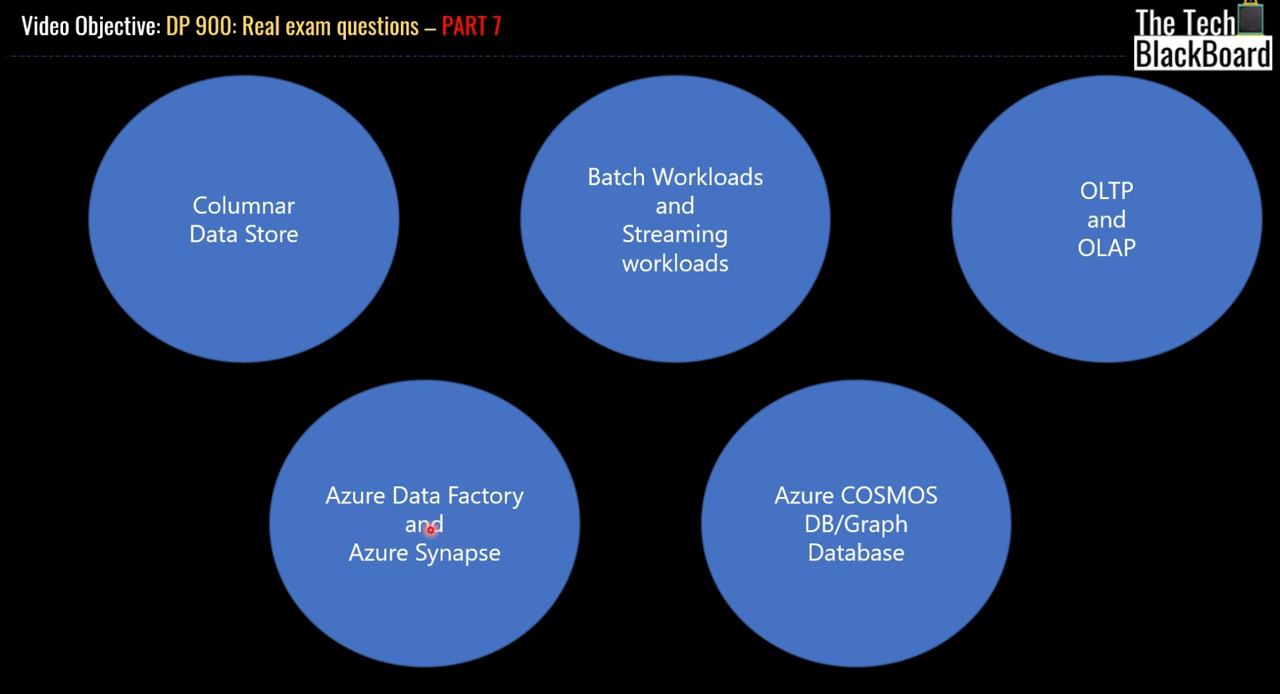 Video Objective: DP 900: Real exam questions – PART 7
The Tech
BlackBoard
Columnar
Data Store
Batch Workloads
and
Streaming
workloads
OLTP
and
OLAP
Azure Data Factory
and
Azure Synapse
Azure COSMOS
DB/Graph
Database